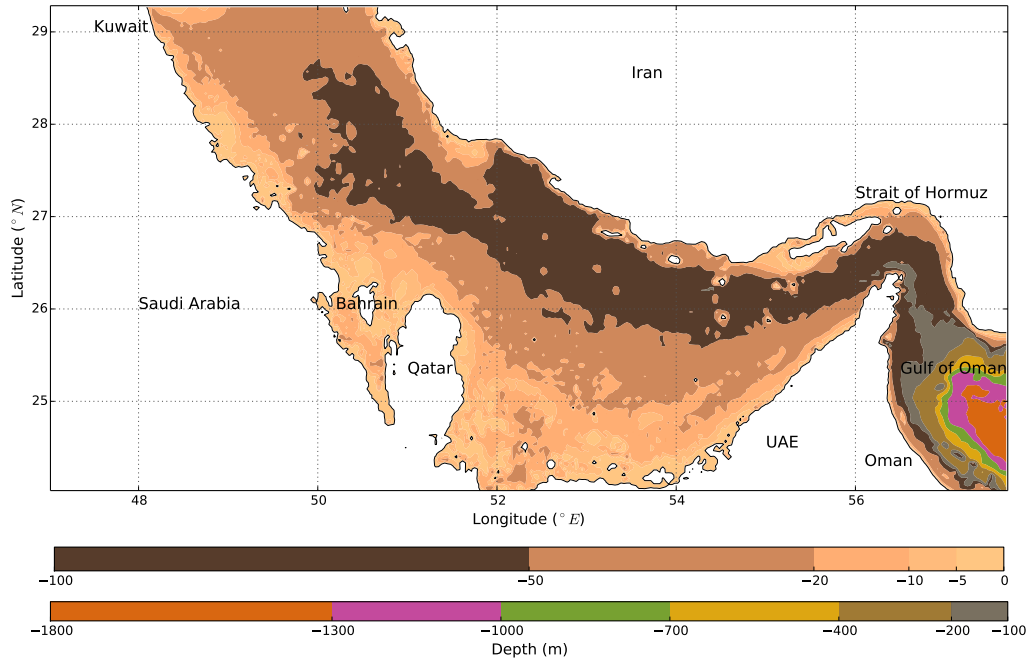 Kuwait
Iran
Strait of Hormuz
Saudi Arabia
Bahrain
Qatar
Gulf of Oman
UAE
Oman
29
28
27
26
25
Latitude (° N)
48 50 52 54 56
Longitude (° E)
−100 −50 −20 −10 −5 0
−1800 −1300 −1000 −700 −400 −200 −100
Depth (m)